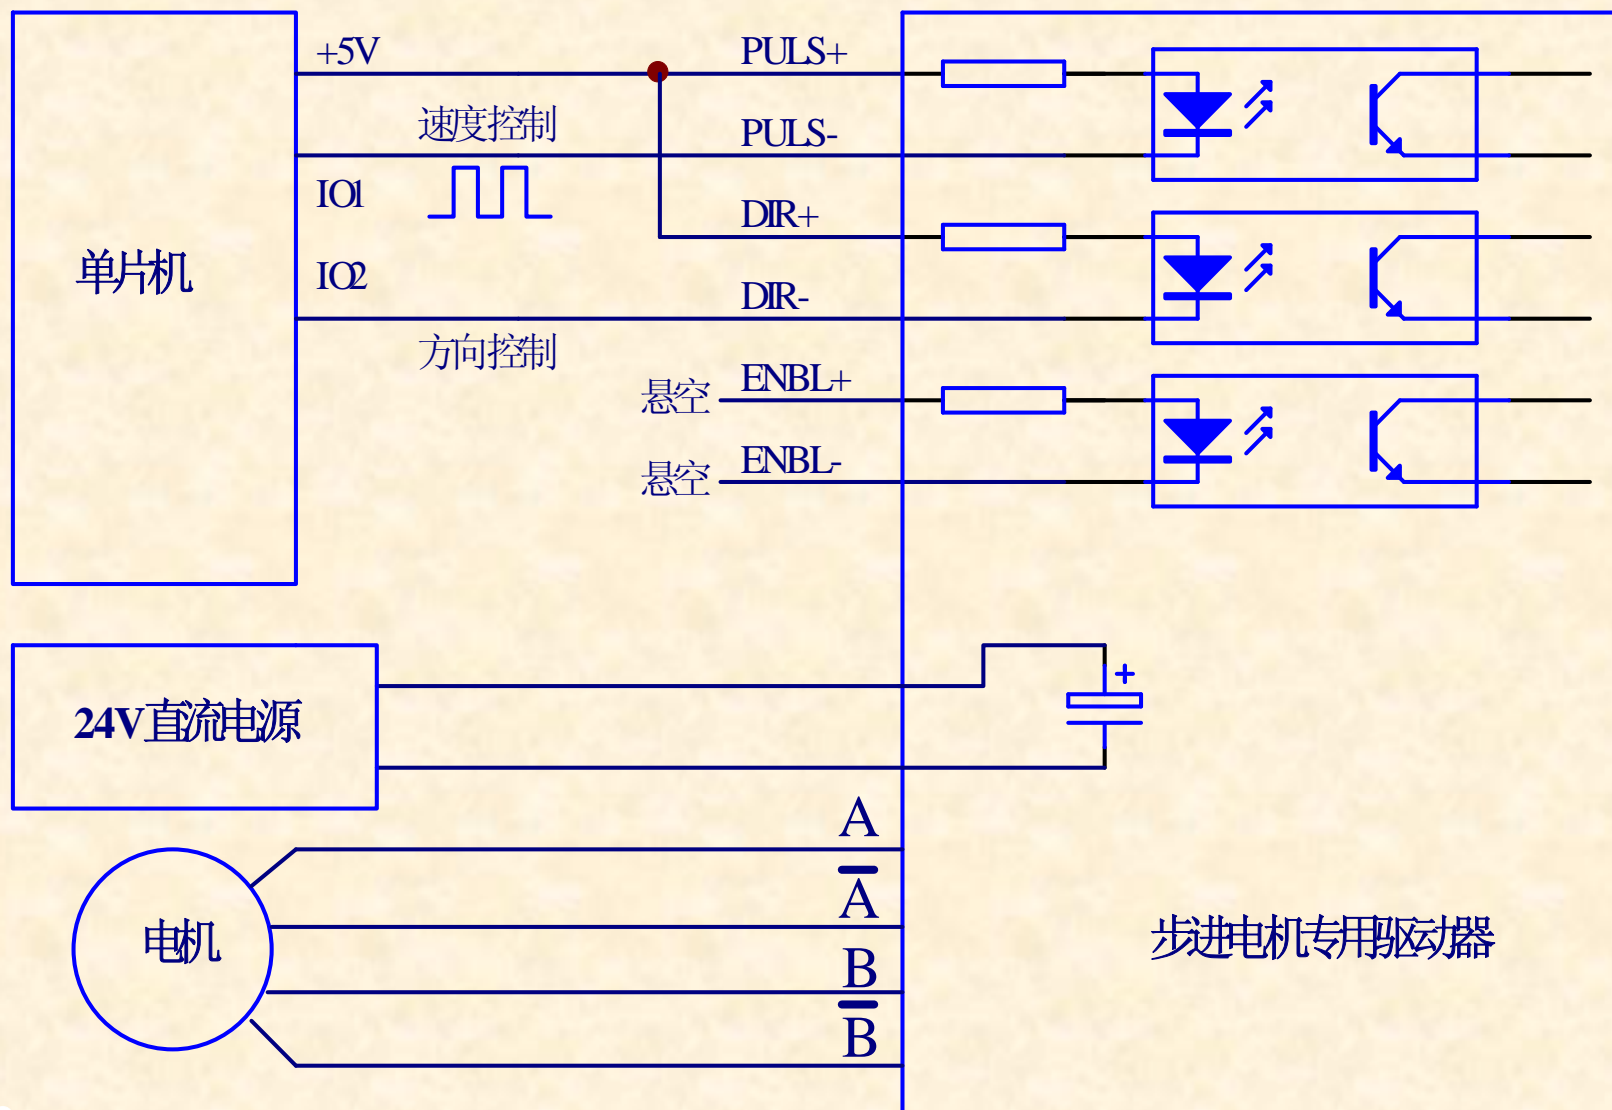 +5V
PULS+
速度控制
PULS-
IO1
DIR+
单片机
IO2
DIR-
方向控制
悬空
ENBL+
悬空
ENBL-
+
24V直流电源
A
A̅
电机
B
B̅
步进电机专用驱动器